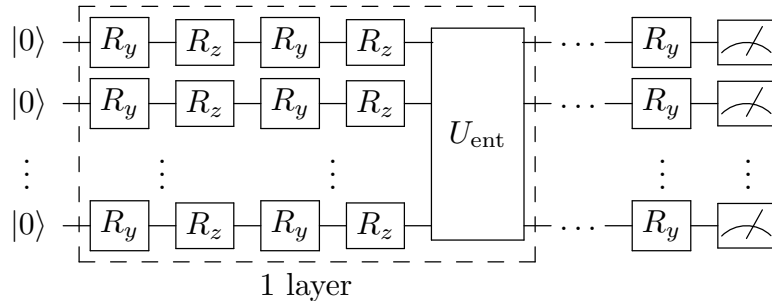 |0⟩ R_y R_z R_y R_z ⋯ R_y
|0⟩ R_y R_z R_y R_z ⋯ R_y
U_ent
⋮ ⋮ ⋮ ⋮ ⋮
|0⟩ R_y R_z R_y R_z ⋯ R_y
1 layer